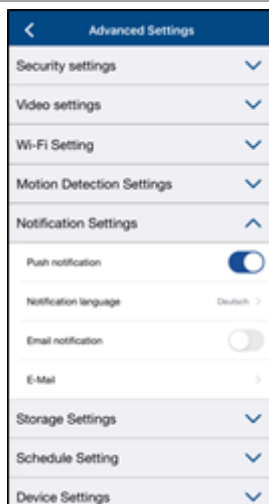 Advanced Settings
Security settings
Video settings
Wi-Fi Setting
Motion Detection Settings
Notification Settings
Push notification
Notification language Deutsch
Email notification
E-Mail
Storage Settings
Schedule Setting
Device Settings